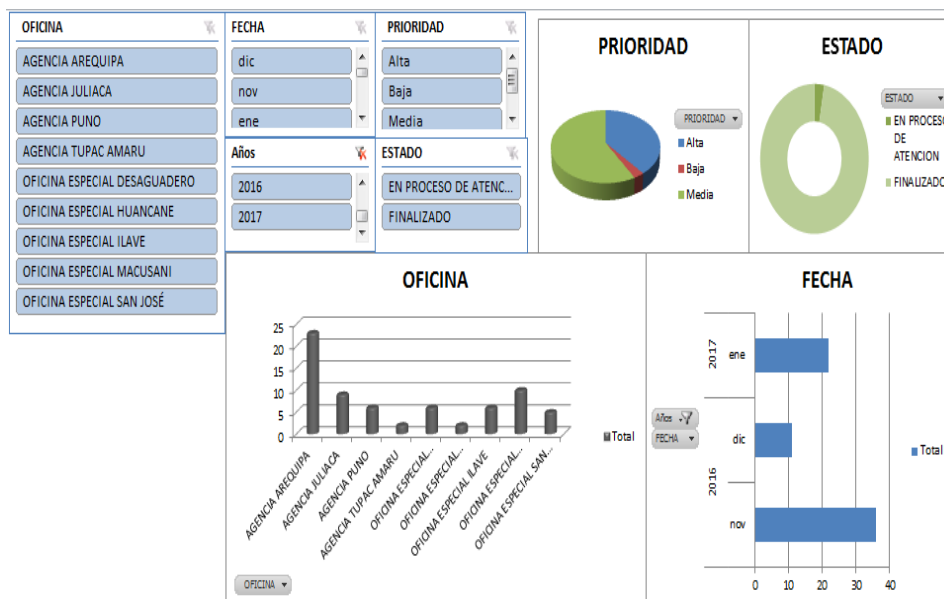 OFICINA
AGENCIA AREQUIPA
AGENCIA JULIACA
AGENCIA PUNO
AGENCIA TUPAC AMARU
OFICINA ESPECIAL DESAGUADERO
OFICINA ESPECIAL HUANCANE
OFICINA ESPECIAL ILAVE
OFICINA ESPECIAL MACUSANI
OFICINA ESPECIAL SAN JOSÉ
FECHA
dic
nov
ene
PRIORIDAD
Alta
Baja
Media
Años
2016
2017
ESTADO
EN PROCESO DE ATENC...
FINALIZADO
PRIORIDAD
PRIORIDAD
Alta
Baja
Media
ESTADO
ESTADO
EN PROCESO
DE
ATENCION
FINALIZADO
OFICINA
25
20
15
10
5
0
AGENCIA AREQUIPA
AGENCIA JULIACA
AGENCIA PUNO
AGENCIA TUPAC AMARU
OFICINA ESPECIAL...
OFICINA ESPECIAL...
OFICINA ESPECIAL ILAVE
OFICINA ESPECIAL...
OFICINA ESPECIAL SAN...
Total
OFICINA
FECHA
Años
FECHA
2017
ene
2016
dic
nov
0 10 20 30 40
Total